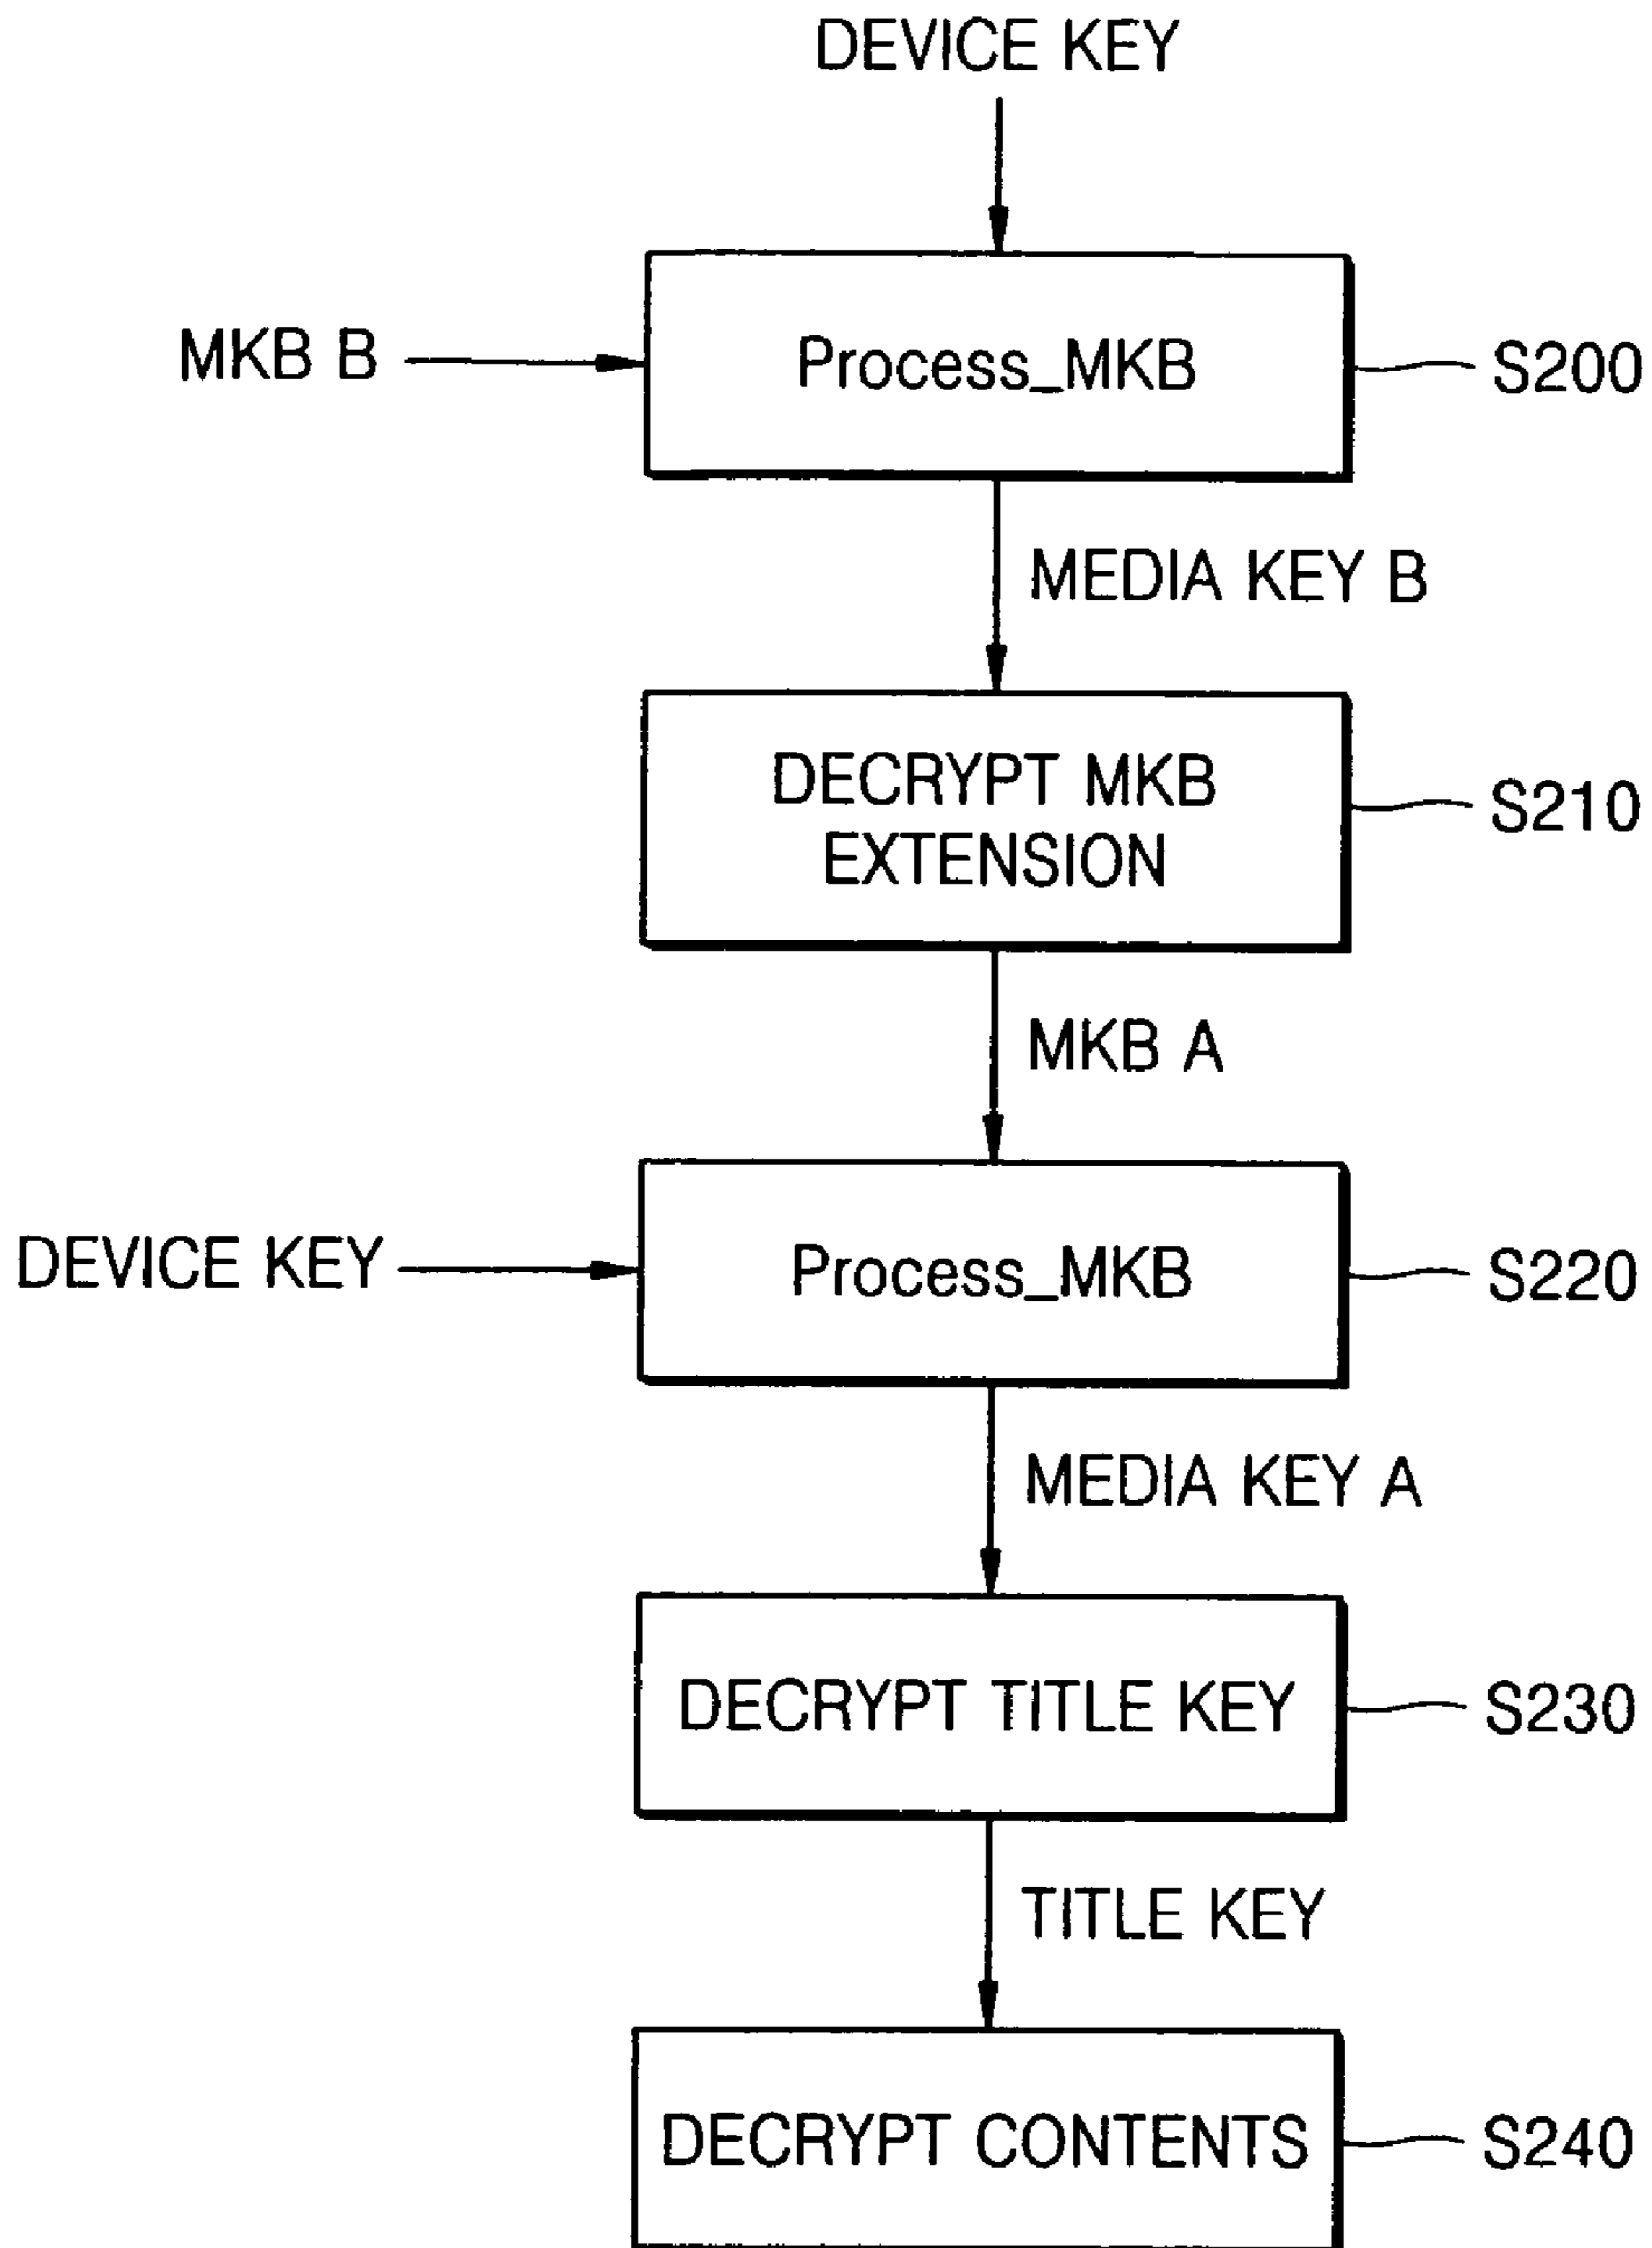 DEVICE KEY
MKB B
Process_MKB
S200
MEDIA KEY B
DECRYPT MKB
EXTENSION
S210
MKB A
DEVICE KEY
Process_MKB
S220
MEDIA KEY A
DECRYPT TITLE KEY
S230
TITLE KEY
DECRYPT CONTENTS
S240